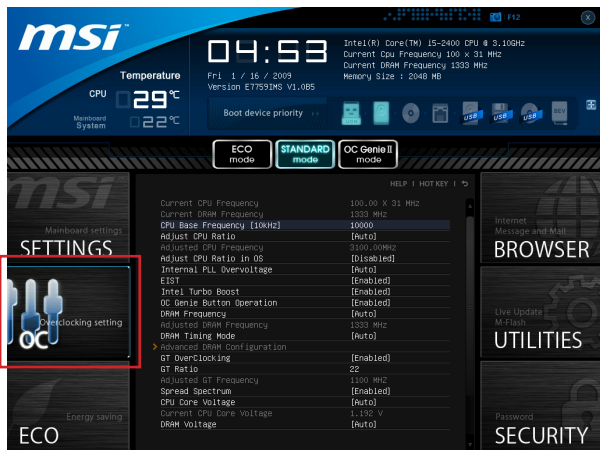 F12
X
msi
Temperature
CPU 29°C
Mainboard
System 22°C
04:53
Fri 1 / 16 / 2009
Version E7759IMS V1.0B5
Intel(R) Core(TM) i5-2400 CPU @ 3.10GHz
Current Cpu Frequency 100 x 31 MHz
Current DRAM Frequency 1333 MHz
Memory Size : 2048 MB
Boot device priority
USB
USB
USB
BEV
ECO
mode
STANDARD
mode
OC Genie II
mode
HELP | HOT KEY |
msi
Mainboard settings
SETTINGS
Overclocking setting
OC
Energy saving
ECO
Current CPU Frequency 100.00 X 31 MHz
Current DRAM Frequency 1333 MHz
CPU Base Frequency [10kHz] 10000
Adjust CPU Ratio [Auto]
Adjusted CPU Frequency 3100.00MHz
Adjust CPU Ratio in OS [Disabled]
Internal PLL Overvoltage [Auto]
EIST [Enabled]
Intel Turbo Boost [Enabled]
OC Genie Button Operation [Enabled]
DRAM Frequency [Auto]
Adjusted DRAM Frequency 1333 MHz
DRAM Timing Mode [Auto]
Advanced DRAM Configuration
GT OverClocking [Enabled]
GT Ratio 22
Adjusted GT Frequency 1100 MHZ
Spread Spectrum [Enabled]
CPU Core Voltage [Auto]
Current CPU Core Voltage 1.192 V
DRAM Voltage [Auto]
Internet
Message and Mail
BROWSER
Live Update
M-Flash
UTILITIES
Password
SECURITY